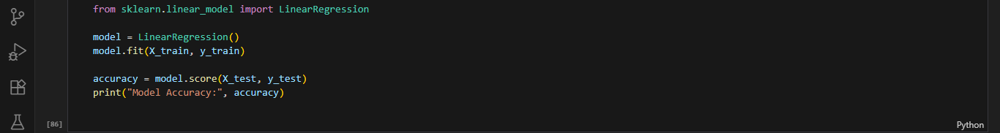 from sklearn.linear_model import LinearRegression
model = LinearRegression()
model.fit(X_train, y_train)
accuracy = model.score(X_test, y_test)
print("Model Accuracy:", accuracy)
[86]
Python